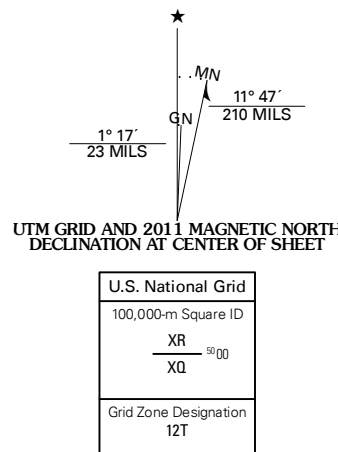 ★
MN
GN
11° 47´
210 MILS
1° 17´
23 MILS
UTM GRID AND 2011 MAGNETIC NORTH
DECLINATION AT CENTER OF SHEET
U.S. National Grid
100,000-m Square ID
XR
5000
XQ
Grid Zone Designation
12T